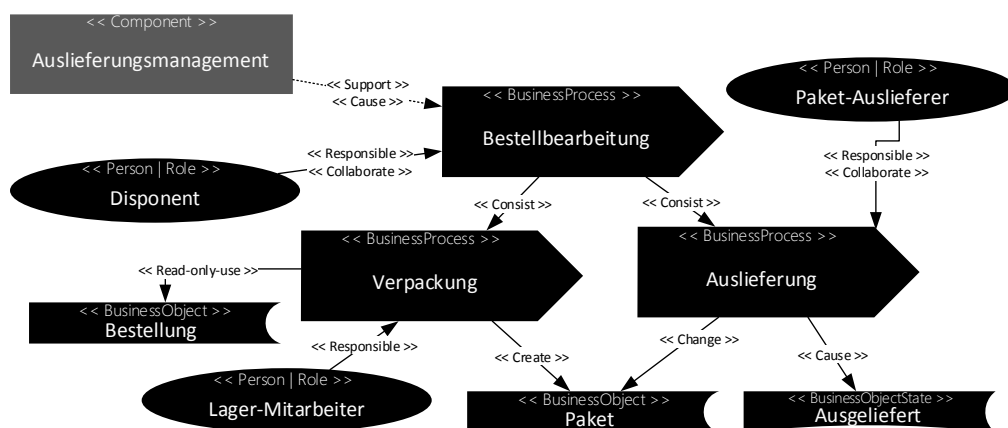 << Component >>
Auslieferungsmanagement
<< Support >>
<< Cause >>
<< BusinessProcess >>
Bestellbearbeitung
<< Person | Role >>
Paket-Auslieferer
<< Responsible >>
<< Collaborate >>
<< Person | Role >>
Disponent
<< Responsible >>
<< Collaborate >>
<< Consist >>
<< Consist >>
<< BusinessProcess >>
Verpackung
<< BusinessProcess >>
Auslieferung
<< Read-only-use >>
<< BusinessObject >>
Bestellung
<< Responsible >>
<< Create >>
<< Change >>
<< Cause >>
<< Person | Role >>
Lager-Mitarbeiter
<< BusinessObject >>
Paket
<< BusinessObjectState >>
Ausgeliefert